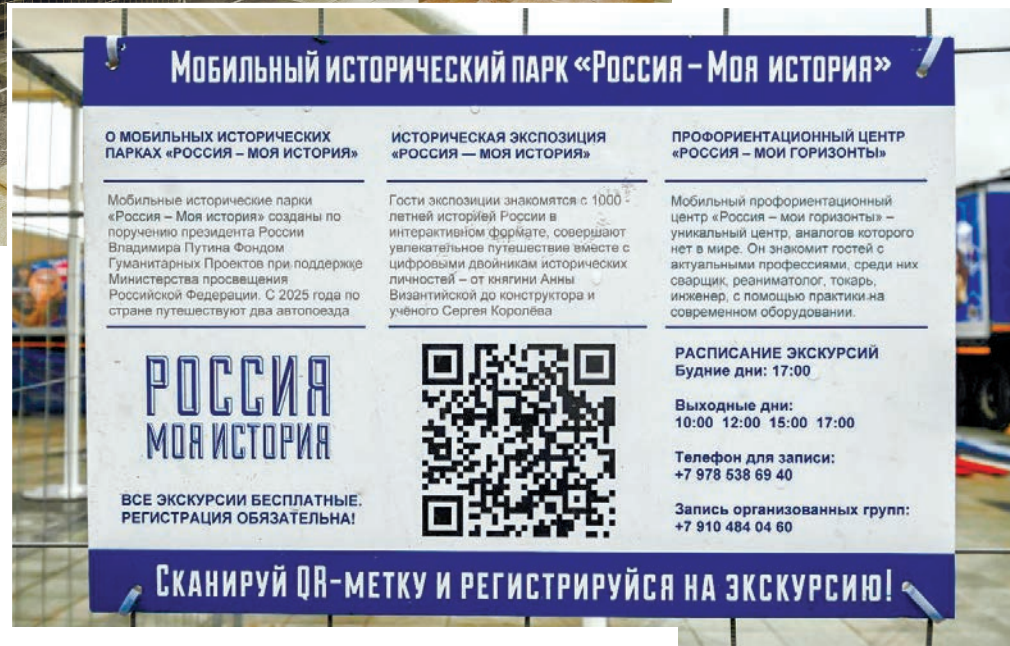 Мобильный исторический парк «Россия – Моя история»
О МОБИЛЬНЫХ ИСТОРИЧЕСКИХ
ПАРКАХ «РОССИЯ – МОЯ ИСТОРИЯ»
Мобильные исторические парки
«Россия – Моя история» созданы по
поручению президента России
Владимира Путина Фондом
Гуманитарных Проектов при поддержке
Министерства просвещения
Российской Федерации. С 2025 года по
стране путешествуют два автопоезда
РОССИЯ
МОЯ ИСТОРИЯ
ВСЕ ЭКСКУРСИИ БЕСПЛАТНЫЕ.
РЕГИСТРАЦИЯ ОБЯЗАТЕЛЬНА!
ИСТОРИЧЕСКАЯ ЭКСПОЗИЦИЯ
«РОССИЯ — МОЯ ИСТОРИЯ»
Гости экспозиции знакомятся с 1000 -
летней историей России в
интерактивном формате, совершают
увлекательное путешествие вместе с
цифровыми двойникам исторических
личностей – от княгини Анны
Византийской до конструктора и
учёного Сергея Королёва
ПРОФОРИЕНТАЦИОННЫЙ ЦЕНТР
«РОССИЯ – МОИ ГОРИЗОНТЫ»
Мобильный профориентационный
центр «Россия – мои горизонты» –
уникальный центр, аналогов которого
нет в мире. Он знакомит гостей с
актуальными профессиями, среди них
сварщик, реаниматолог, токарь,
инженер, с помощью практики на
современном оборудовании.
РАСПИСАНИЕ ЭКСКУРСИЙ
Будние дни: 17:00
Выходные дни:
10:00 12:00 15:00 17:00
Телефон для записи:
+7 978 538 69 40
Запись организованных групп:
+7 910 484 04 60
Сканируй QR-метку и регистрируйся на экскурсию!